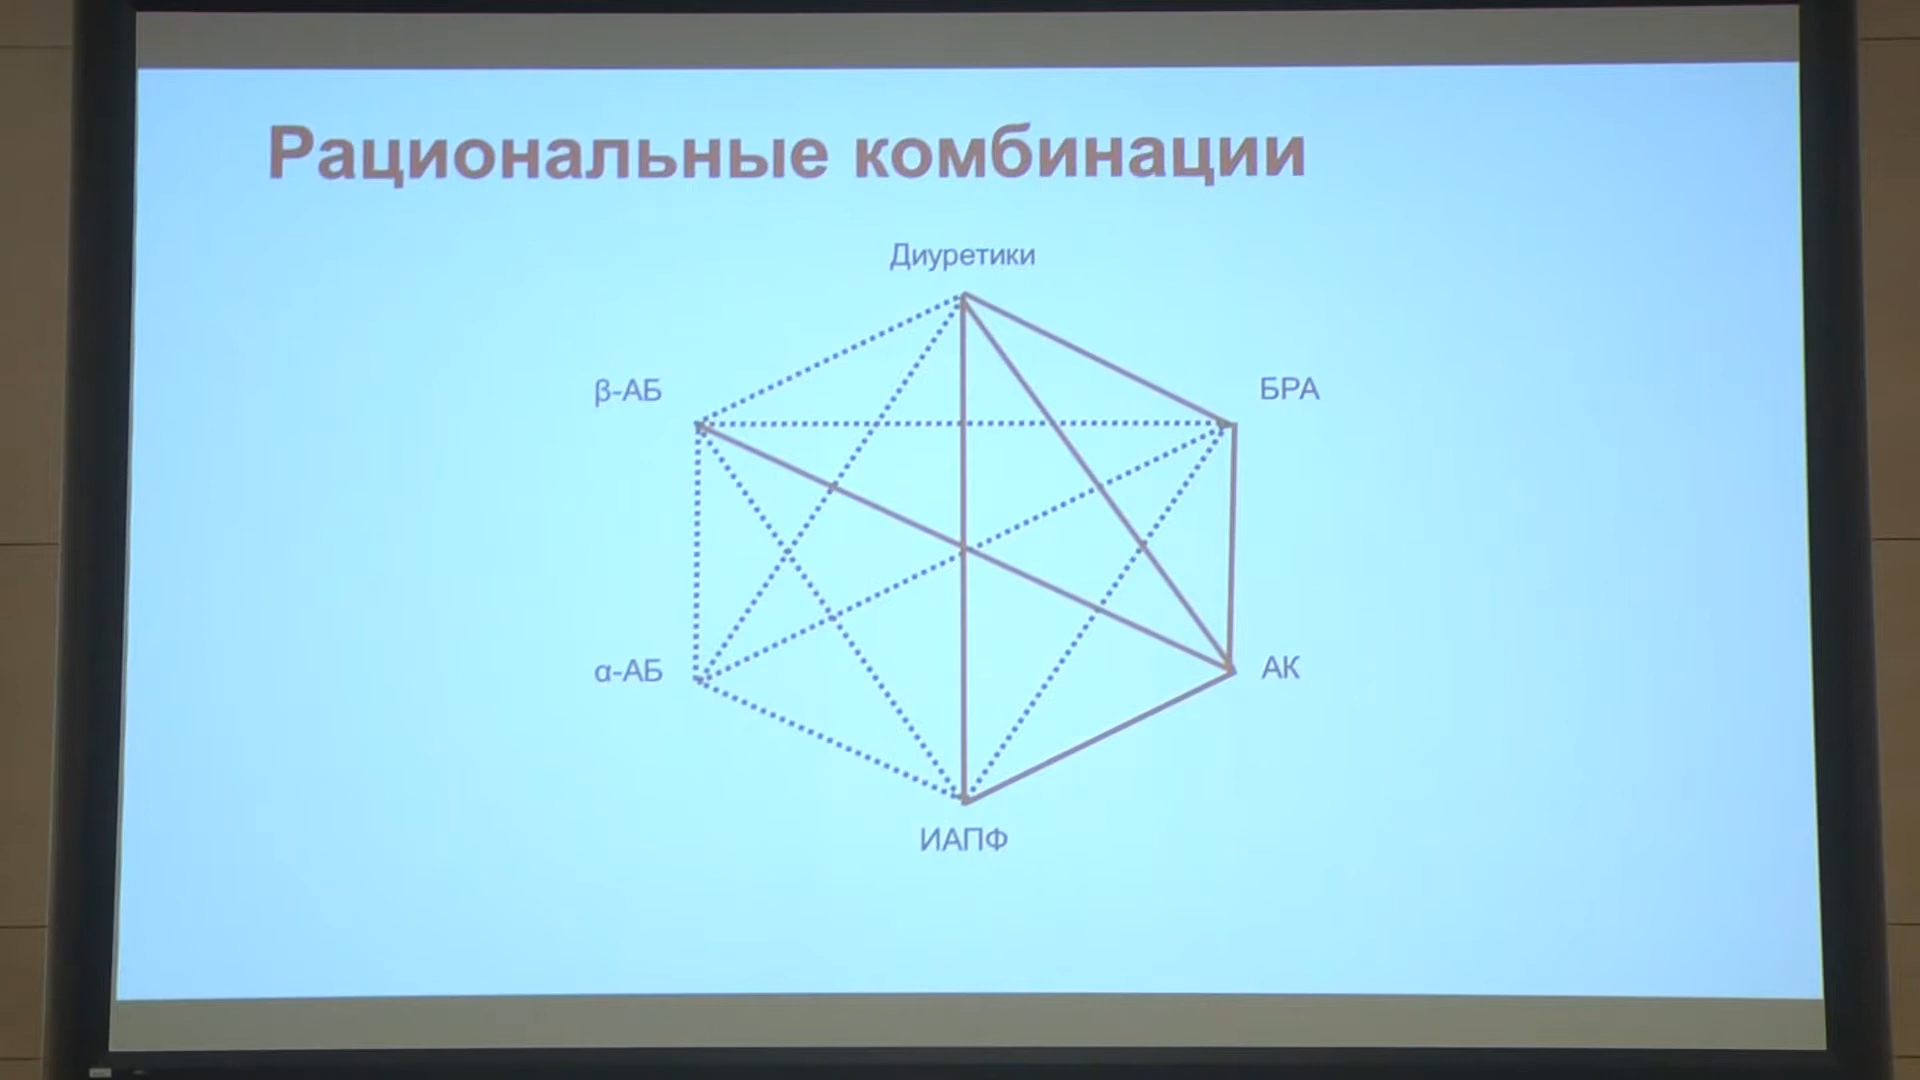 Рациональные комбинации
Диуретики
β-АБ
БРА
α-АБ
АК
ИАПФ